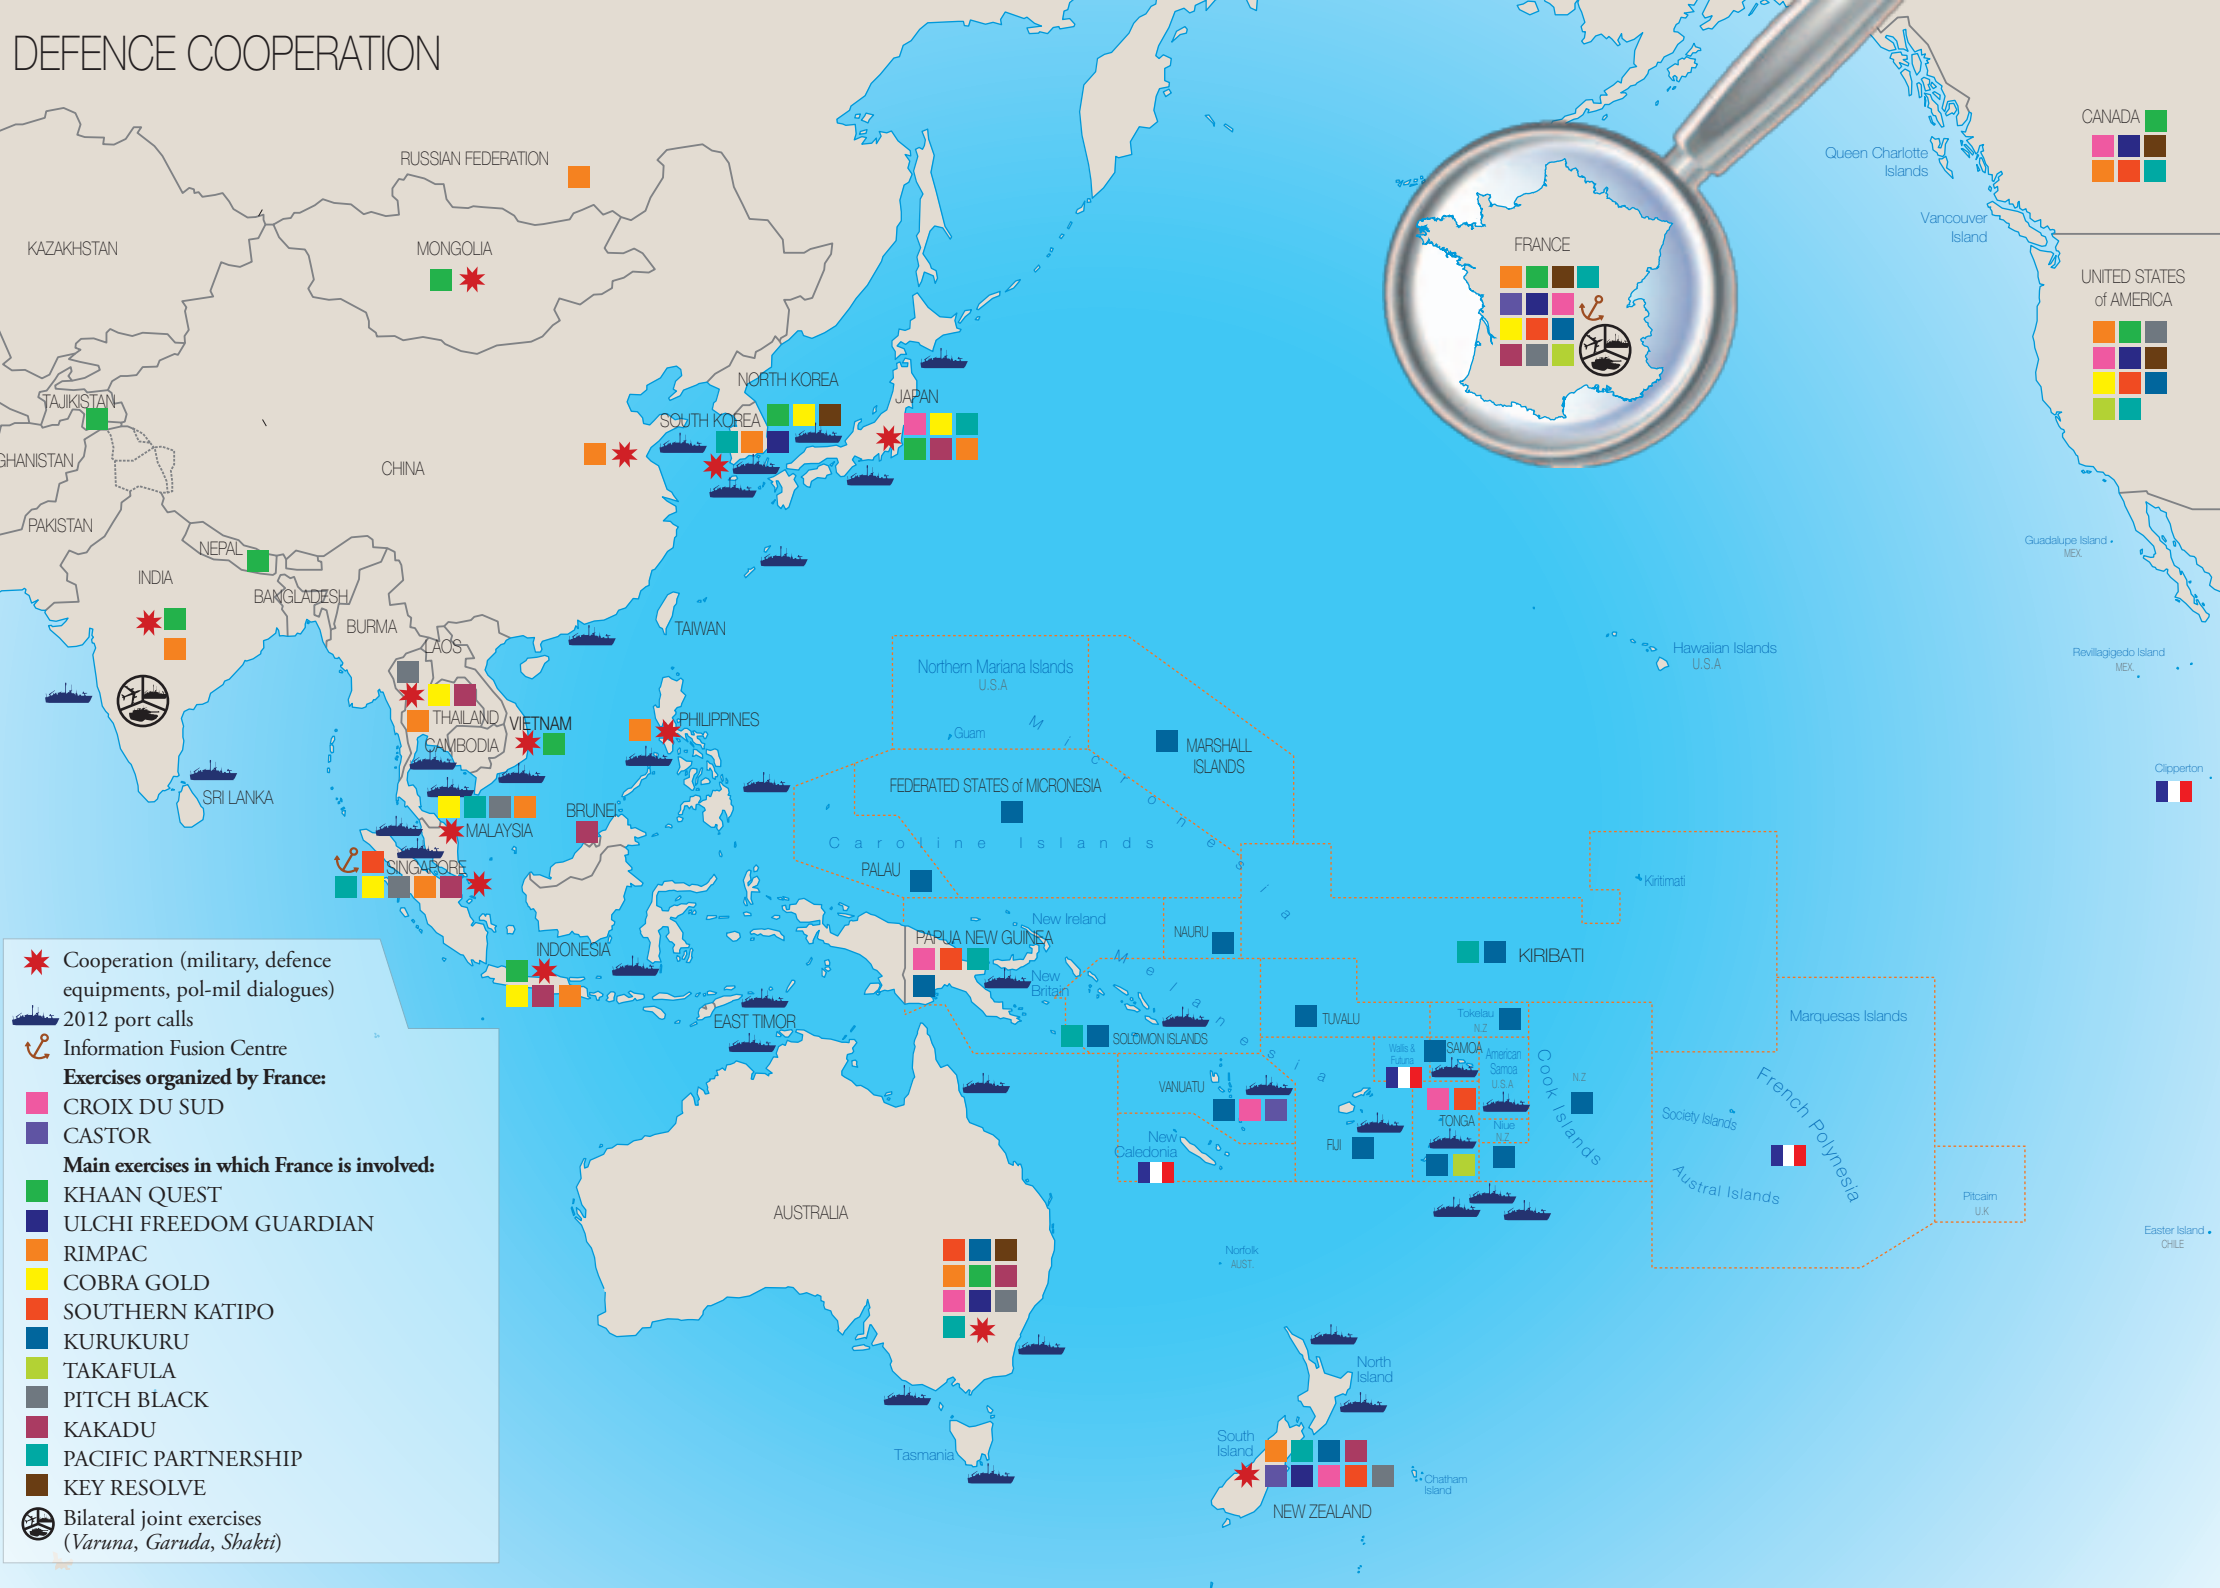 DEFENCE COOPERATION
RUSSIAN FEDERATION
KAZAKHSTAN
MONGOLIA
TAJIKISTAN
GHANISTAN
PAKISTAN
CHINA
NORTH KOREA
SOUTH KOREA
JAPAN
NEPAL
INDIA
BANGLADESH
BURMA
LAOS
TAIWAN
THAILAND
VIETNAM
CAMBODIA
PHILIPPINES
SRI LANKA
BRUNEI
MALAYSIA
SINGAPORE
INDONESIA
EAST TIMOR
FRANCE
CANADA
Queen Charlotte
Islands
Vancouver
Island
UNITED STATES
of AMERICA
Guadalupe Island
MEX.
Revillagigedo Island
MEX.
Clipperton
Hawaiian Islands
U.S.A
Northern Mariana Islands
U.S.A
Guam
Micronesia
MARSHALL
ISLANDS
FEDERATED STATES of MICRONESIA
Caroline Islands
PALAU
Kiritimati
New Ireland
PAPUA NEW GUINEA
NAURU
KIRIBATI
New
Britain
Melanesia
SOLOMON ISLANDS
TUVALU
Tokelau
N.Z
Marquesas Islands
Wallis &
Futuna
SAMOA
American
Samoa
U.S.A
Cook Islands
N.Z
VANUATU
TONGA
Niue
N.Z
Society Islands
French Polynesia
Austral Islands
New
Caledonia
FIJI
Pitcairn
U.K
Easter Island
CHILE
AUSTRALIA
Norfolk
AUST.
Tasmania
North
Island
South
Island
Chatham
Island
NEW ZEALAND
Cooperation (military, defence
equipments, pol-mil dialogues)
2012 port calls
Information Fusion Centre
Exercises organized by France:
CROIX DU SUD
CASTOR
Main exercises in which France is involved:
KHAAN QUEST
ULCHI FREEDOM GUARDIAN
RIMPAC
COBRA GOLD
SOUTHERN KATIPO
KURUKURU
TAKAFULA
PITCH BLACK
KAKADU
PACIFIC PARTNERSHIP
KEY RESOLVE
Bilateral joint exercises
(Varuna, Garuda, Shakti)